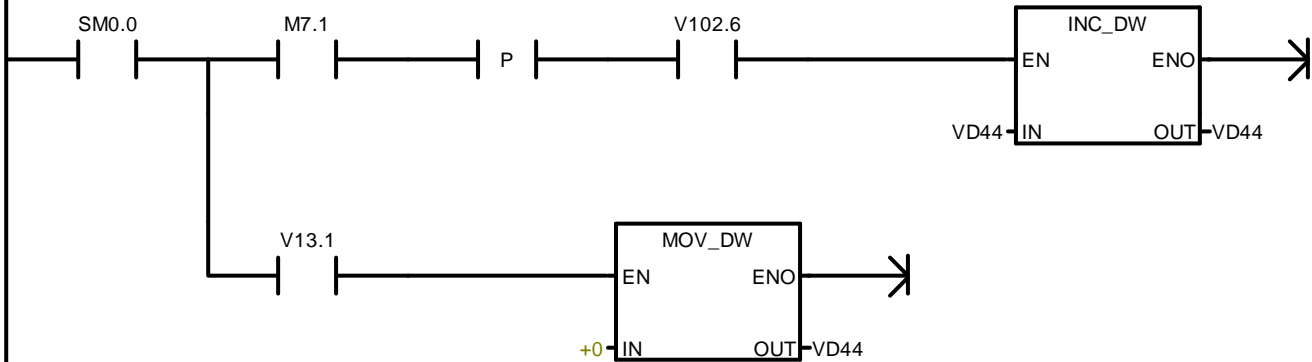 SM0.0 M7.1 V102.6 INC_DW
P EN ENO
VD44 IN OUT VD44
V13.1 MOV_DW
EN ENO
+0 IN OUT VD44